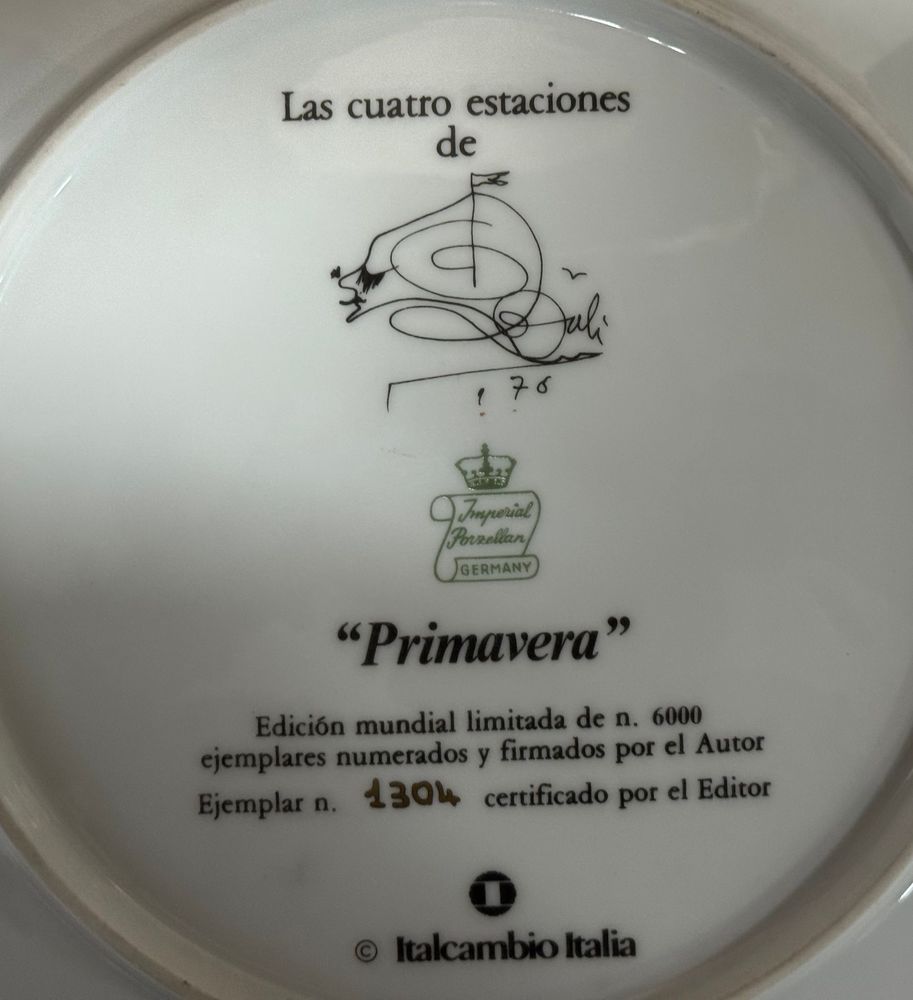 Las cuatro estaciones
de
Dalí
76
Imperial
Porzellan
GERMANY
“Primavera”
Edición mundial limitada de n. 6000
ejemplares numerados y firmados por el Autor
Ejemplar n. 1304 certificado por el Editor
© Italcambio Italia